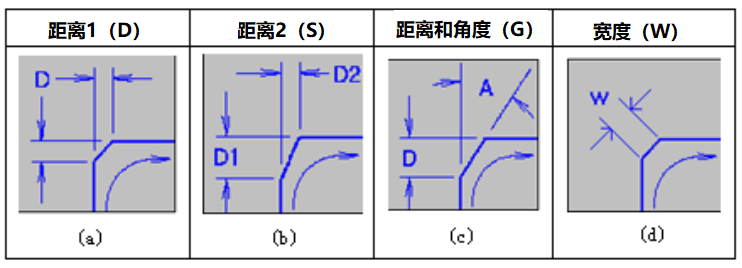 距离1（D）
距离2（S）
距离和角度（G）
宽度（W）
D
D2
D1
A
D
W
(a)
(b)
(c)
(d)